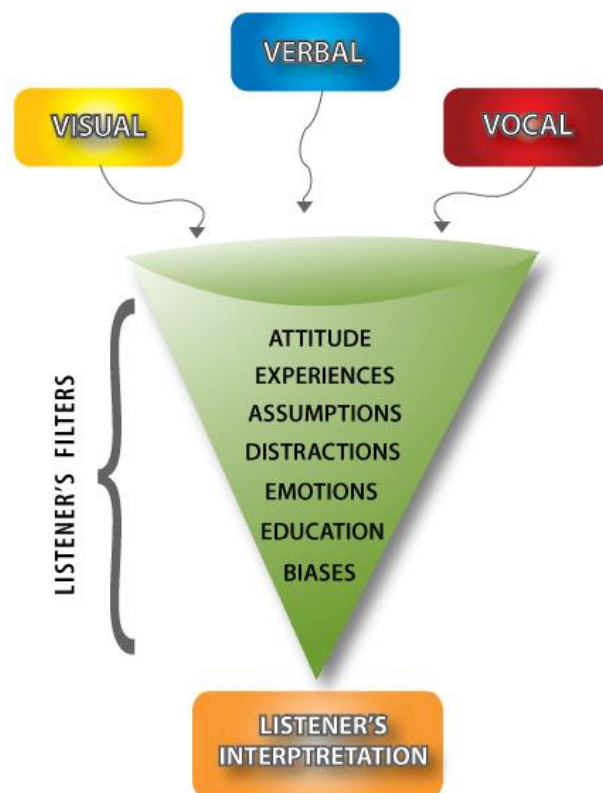 VERBAL
VISUAL
VOCAL
LISTENER'S FILTERS
ATTITUDE
EXPERIENCES
ASSUMPTIONS
DISTRACTIONS
EMOTIONS
EDUCATION
BIASES
LISTENER'S
INTERPTRETATION